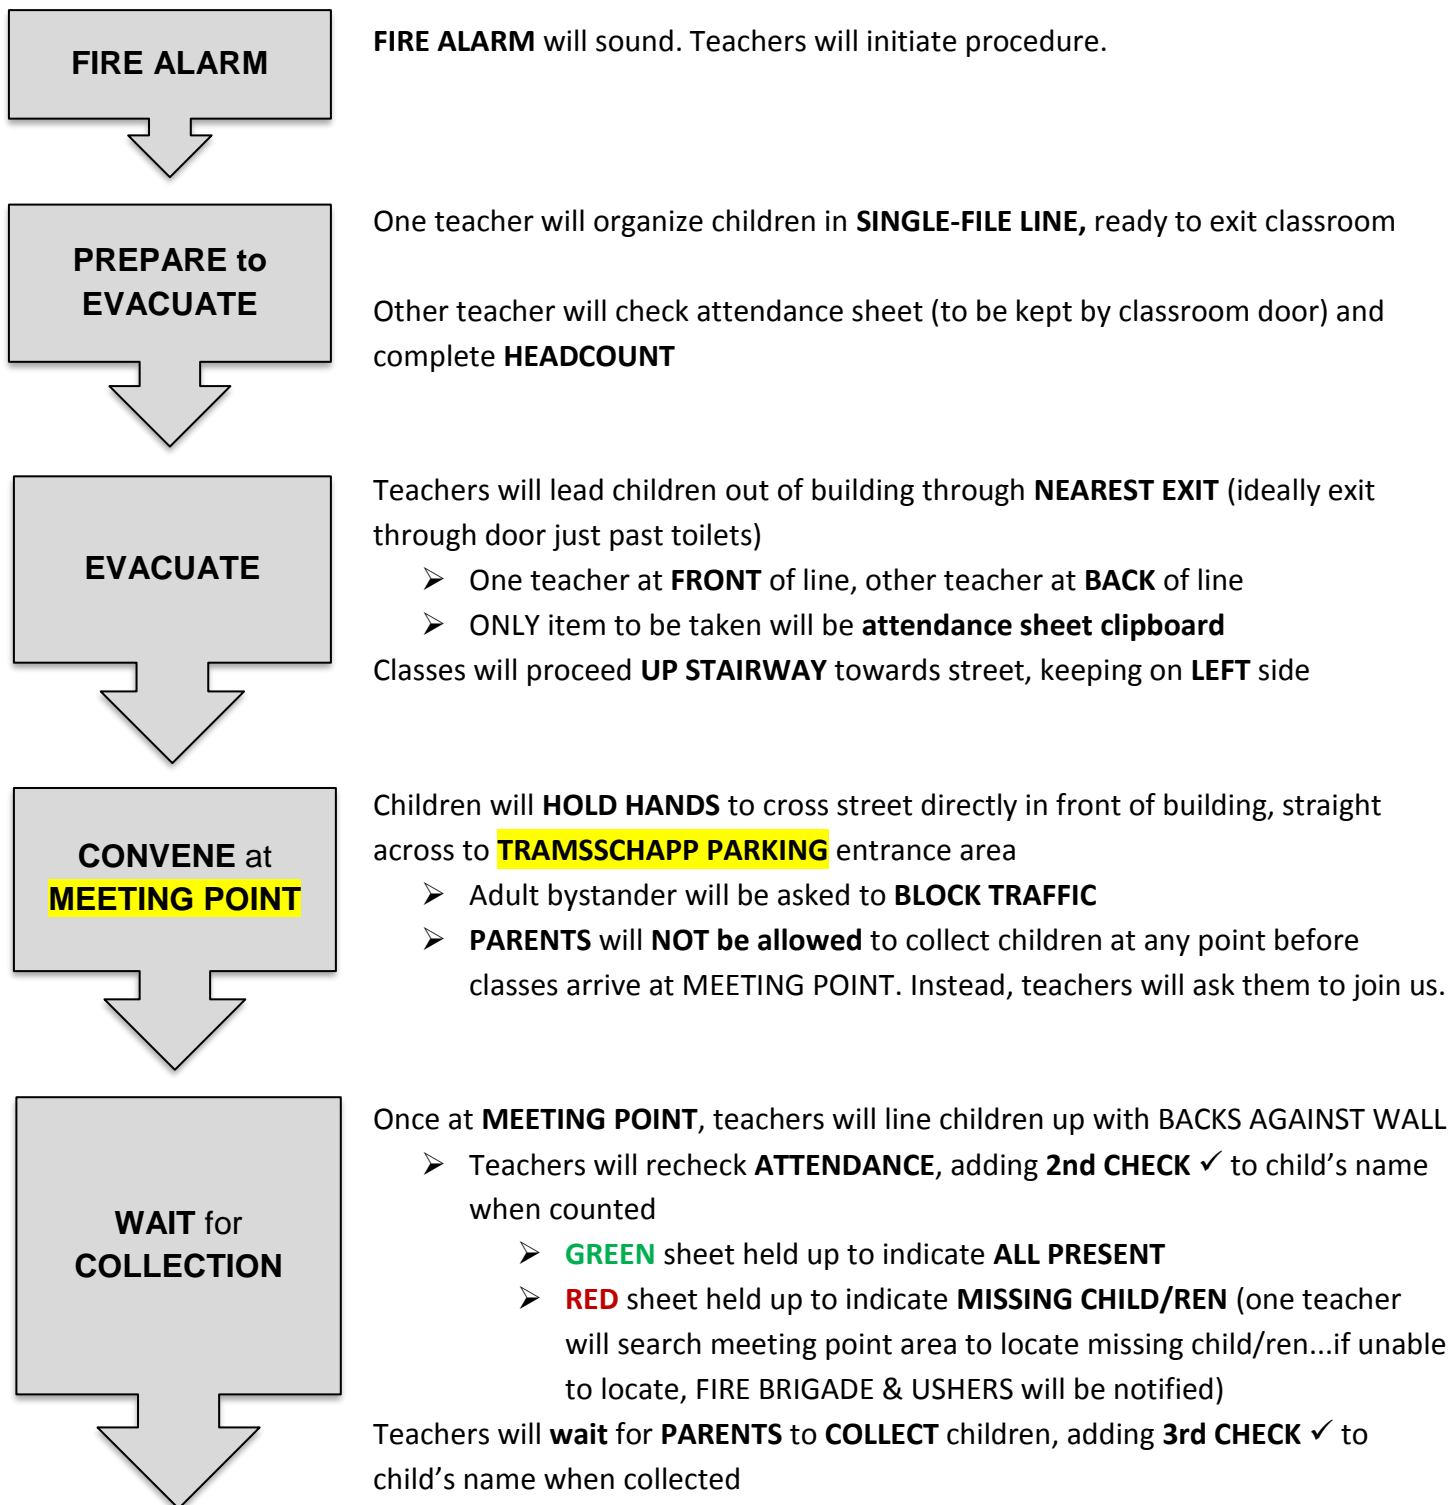 FIRE ALARM
FIRE ALARM will sound. Teachers will initiate procedure.
PREPARE to
EVACUATE
One teacher will organize children in SINGLE-FILE LINE, ready to exit classroom
Other teacher will check attendance sheet (to be kept by classroom door) and
complete HEADCOUNT
EVACUATE
Teachers will lead children out of building through NEAREST EXIT (ideally exit
through door just past toilets)
➢ One teacher at FRONT of line, other teacher at BACK of line
➢ ONLY item to be taken will be attendance sheet clipboard
Classes will proceed UP STAIRWAY towards street, keeping on LEFT side
CONVENE at
MEETING POINT
Children will HOLD HANDS to cross street directly in front of building, straight
across to TRAMSSCHAPP PARKING entrance area
➢ Adult bystander will be asked to BLOCK TRAFFIC
➢ PARENTS will NOT be allowed to collect children at any point before
classes arrive at MEETING POINT. Instead, teachers will ask them to join us.
WAIT for
COLLECTION
Once at MEETING POINT, teachers will line children up with BACKS AGAINST WALL
➢ Teachers will recheck ATTENDANCE, adding 2nd CHECK ✓ to child’s name
when counted
➢ GREEN sheet held up to indicate ALL PRESENT
➢ RED sheet held up to indicate MISSING CHILD/REN (one teacher
will search meeting point area to locate missing child/ren...if unable
to locate, FIRE BRIGADE & USHERS will be notified)
Teachers will wait for PARENTS to COLLECT children, adding 3rd CHECK ✓ to
child’s name when collected